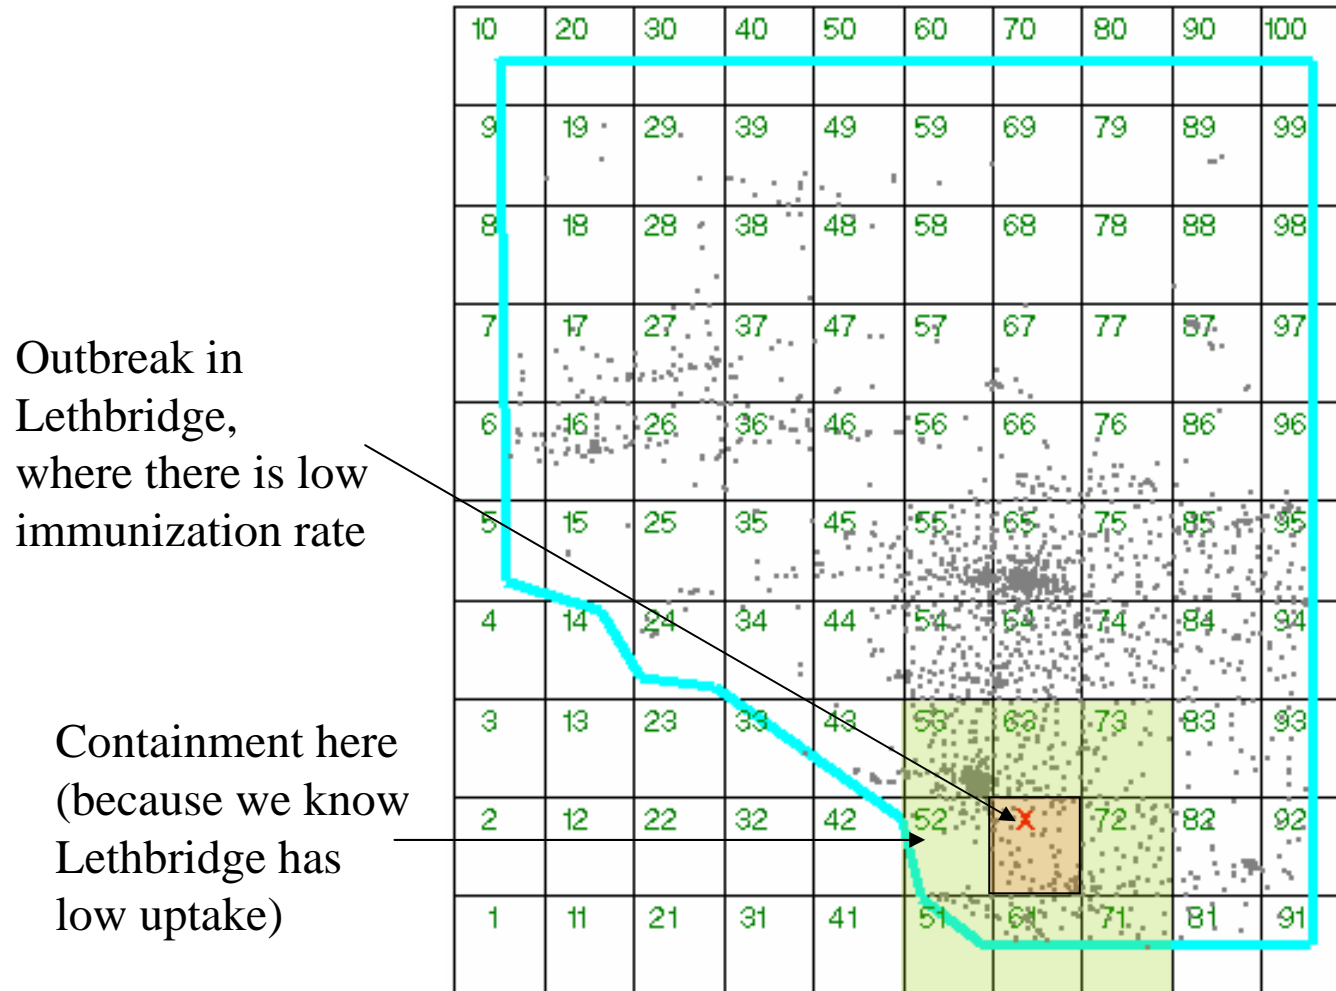 10 20 30 40 50 60 70 80 90 100
9 19 29 39 49 59 69 79 89 99
8 18 28 38 48 58 68 78 88 98
7 17 27 37 47 57 67 77 87 97
6 16 26 36 46 56 66 76 86 96
5 15 25 35 45 55 65 75 85 95
4 14 24 34 44 54 64 74 84 94
3 13 23 33 43 53 63 73 83 93
2 12 22 32 42 52 X 72 82 92
1 11 21 31 41 51 61 71 81 91
Outbreak in
Lethbridge,
where there is low
immunization rate
Containment here
(because we know
Lethbridge has
low uptake)